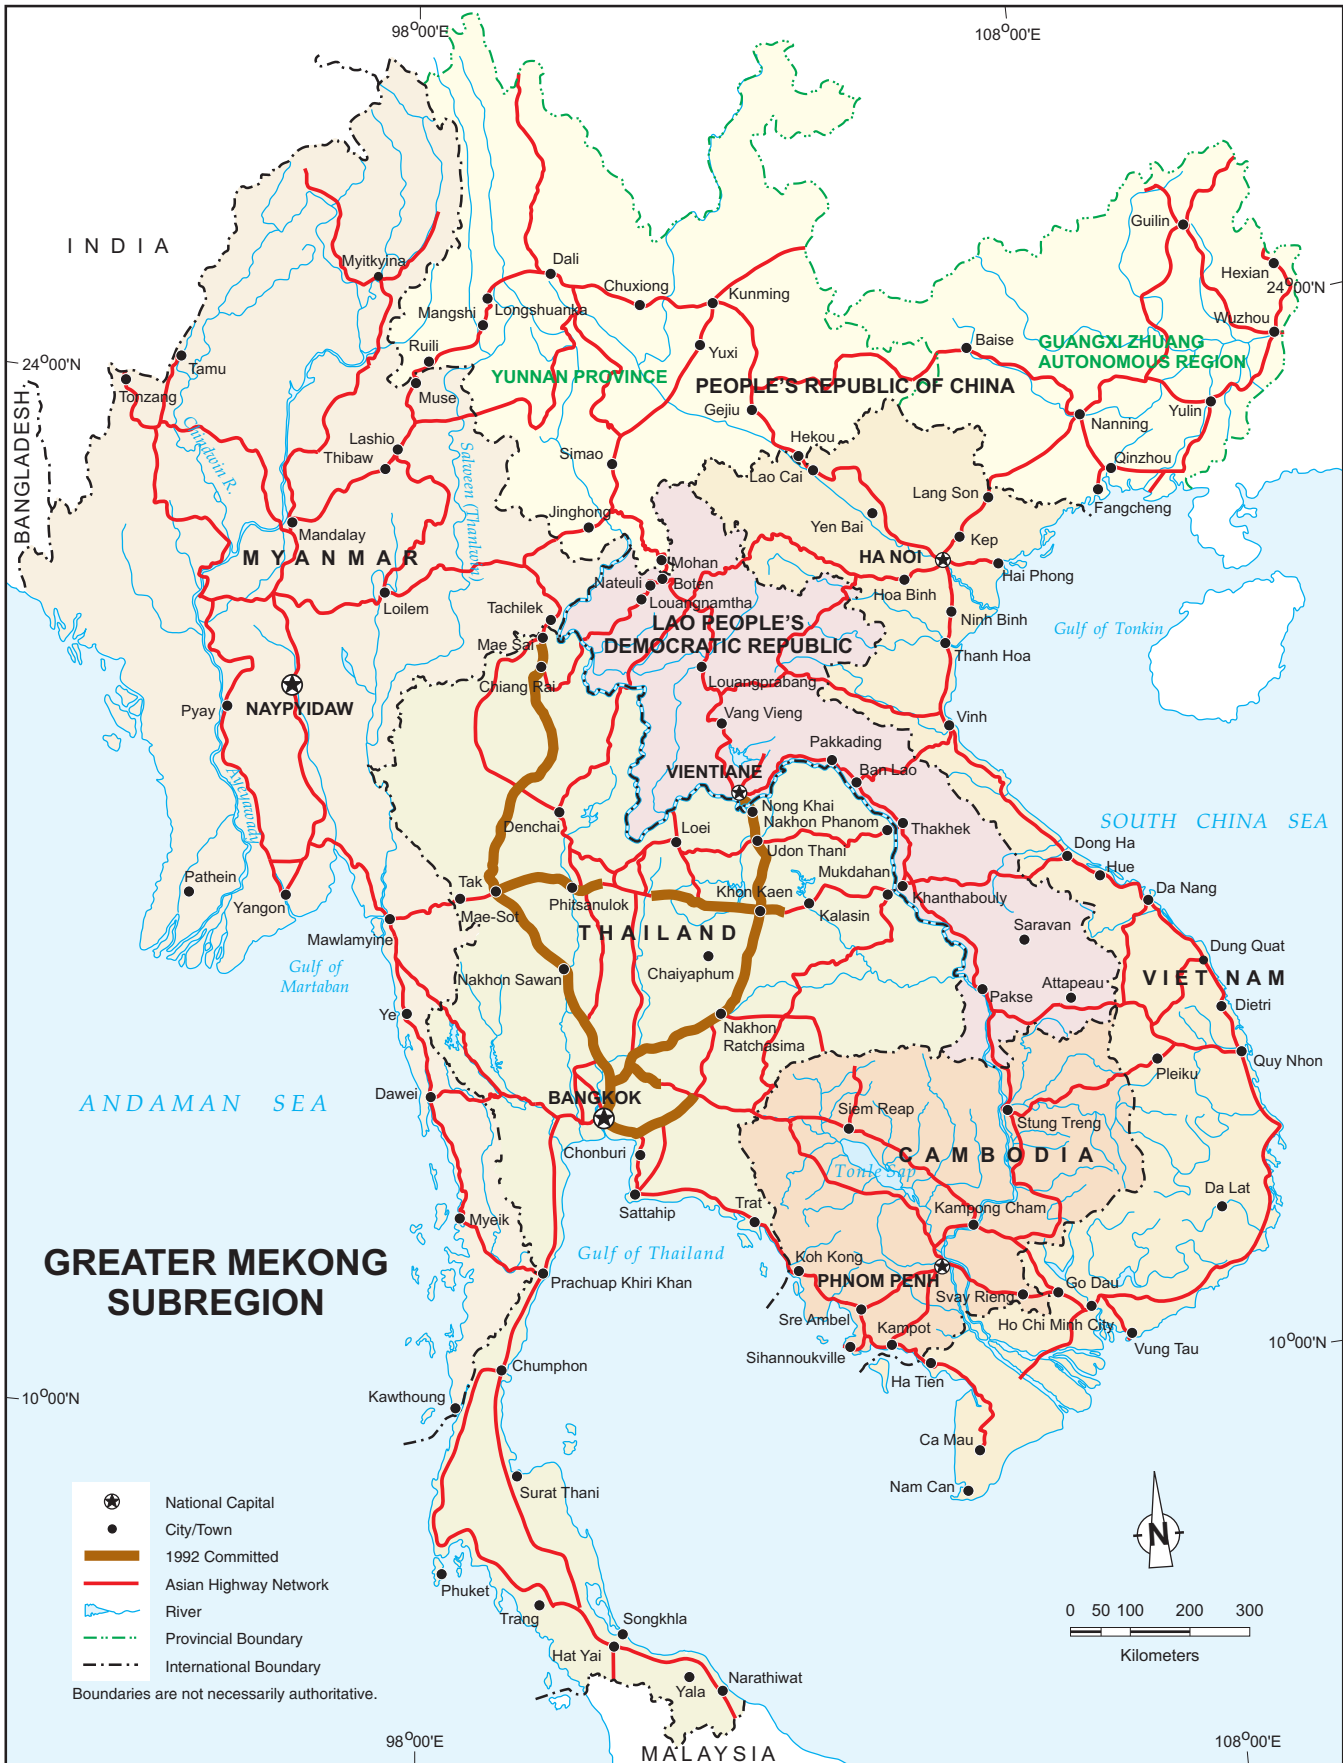 98°00'E
108°00'E
INDIA
Guilin
Myitkyina
Dali
Hexian
Chuxiong
Kunming
24°00'N
Mangshi
Longshuanka
Wuzhou
Ruili
Yuxi
Baise
GUANGXI ZHUANG
AUTONOMOUS REGION
24°00'N
Tamu
YUNNAN PROVINCE
PEOPLE'S REPUBLIC OF CHINA
Tonzang
Muse
Gejiu
Yulin
Nanning
BANGLADESH
Chindwin R.
Lashio
Thibaw
Salween (Thanlwin)
Simao
Hekou
Lao Cai
Qinzhou
Lang Son
Fangcheng
Jinghong
Yen Bai
Mandalay
MYANMAR
Kep
HA NOI
Mohan
Hai Phong
Nateuli
Boten
Hoa Binh
Loilem
Louangnamtha
Tachilek
Ninh Binh
LAO PEOPLE'S
DEMOCRATIC REPUBLIC
Gulf of Tonkin
Mae Sai
Thanh Hoa
Chiang Rai
Louangprabang
Pyay
NAYPYIDAW
Vang Vieng
Vinh
Pakkading
Ayeyawady
VIENTIANE
Ban Lao
Nong Khai
Nakhon Phanom
Denchai
Loei
Thakhek
SOUTH CHINA SEA
Udon Thani
Dong Ha
Mukdahan
Hue
Pathein
Tak
Khon Kaen
Da Nang
Yangon
Mae-Sot
Phitsanulok
Khanthabouly
Kalasin
Mawlamyine
THAILAND
Saravan
Dung Quat
Gulf of
Martaban
Nakhon Sawan
Chaiyaphum
VIET NAM
Attapeau
Pakse
Dietri
Ye
Nakhon
Ratchasima
Quy Nhon
Pleiku
Dawei
BANGKOK
ANDAMAN SEA
Siem Reap
Stung Treng
CAMBODIA
Chonburi
Tonle Sap
Da Lat
Trat
Sattahip
Kampong Cham
Myeik
GREATER MEKONG
SUBREGION
Gulf of Thailand
Koh Kong
PHNOM PENH
Prachuap Khiri Khan
Go Dau
Svay Rieng
Sre Ambel
Ho Chi Minh City
Kampot
Vung Tau
Sihannoukville
10°00'N
Chumphon
Ha Tien
10°00'N
Kawthoung
Ca Mau
Nam Can
Surat Thani
National Capital
City/Town
1992 Committed
Asian Highway Network
River
Provincial Boundary
International Boundary
Boundaries are not necessarily authoritative.
N
Phuket
Trang
Songkhla
0 50 100 200 300
Kilometers
Hat Yai
Narathiwat
Yala
98°00'E
108°00'E
MALAYSIA